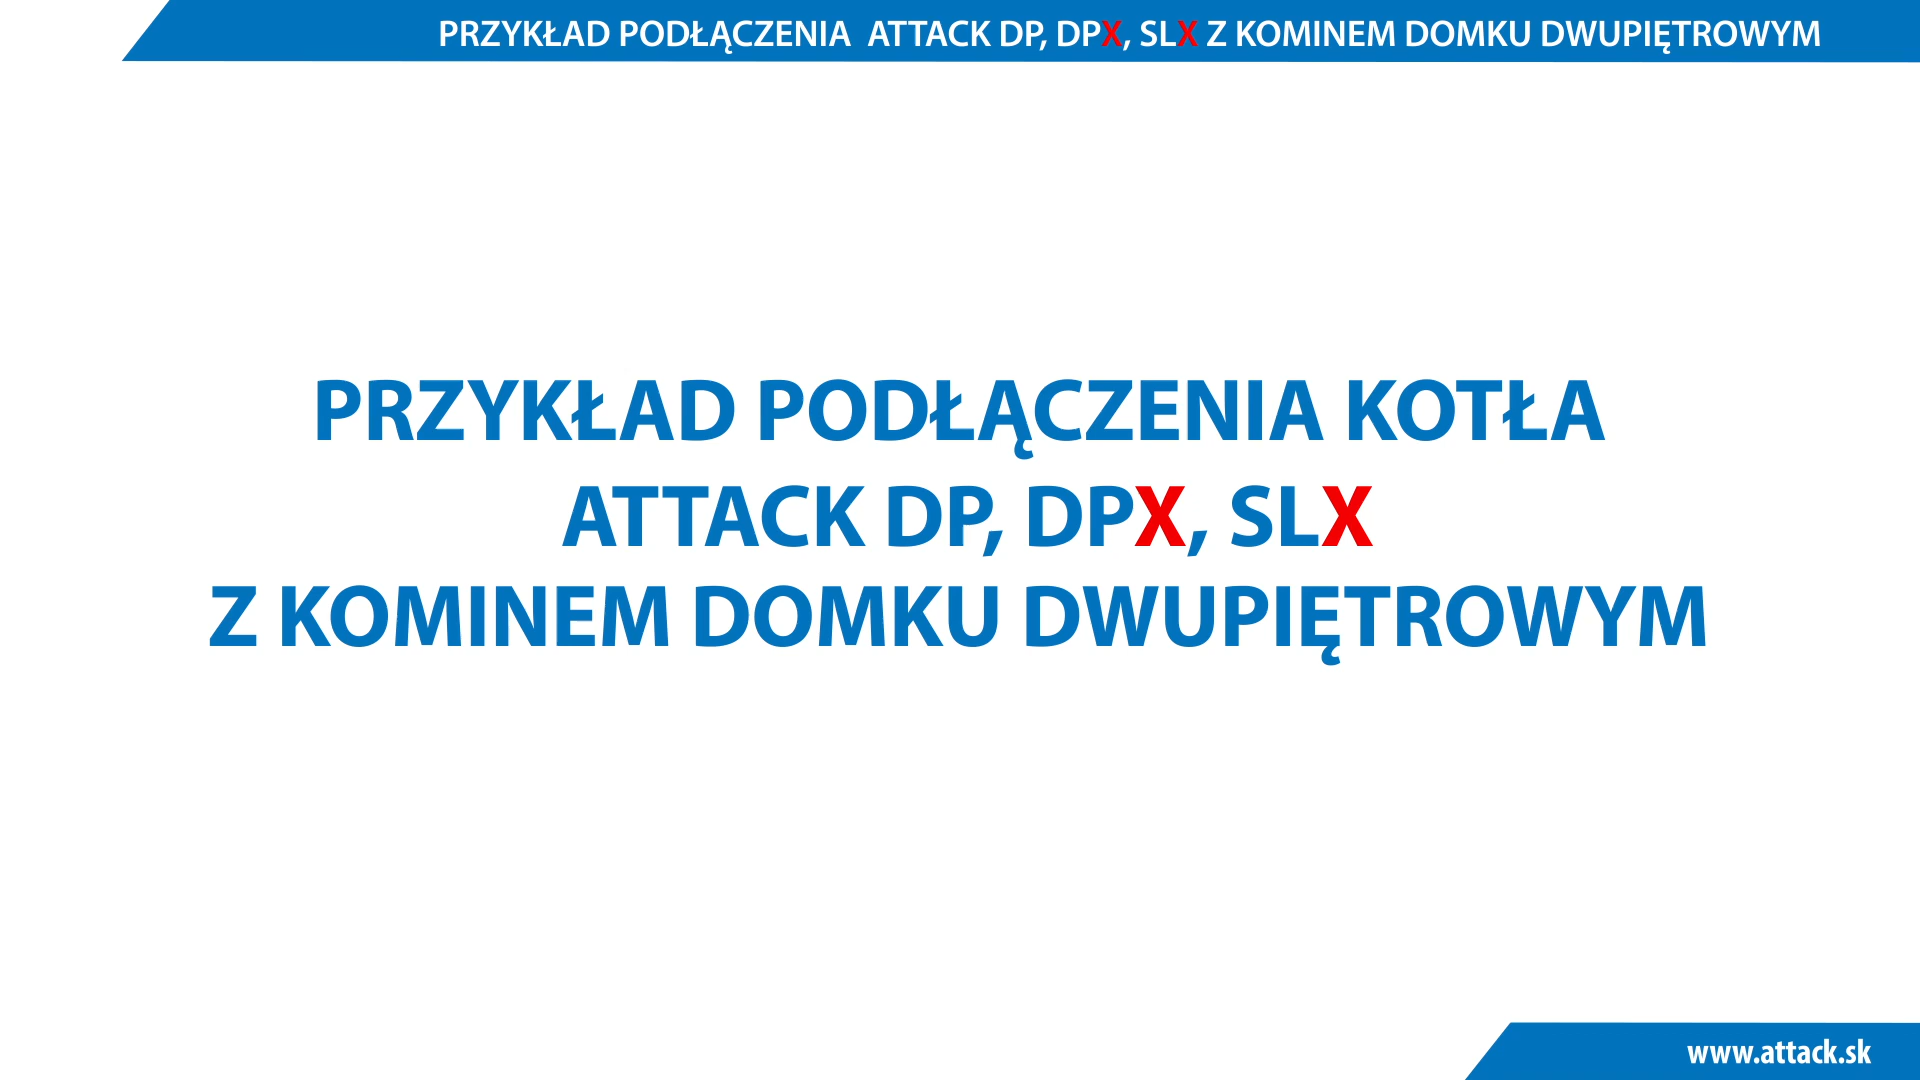 PRZYKŁAD PODŁĄCZENIA ATTACK DP, DPX, SLX Z KOMINEM DOMKU DWUPIĘTROWYM
PRZYKŁAD PODŁĄCZENIA KOTŁA
ATTACK DP, DPX, SLX
Z KOMINEM DOMKU DWUPIĘTROWYM
www.attack.sk